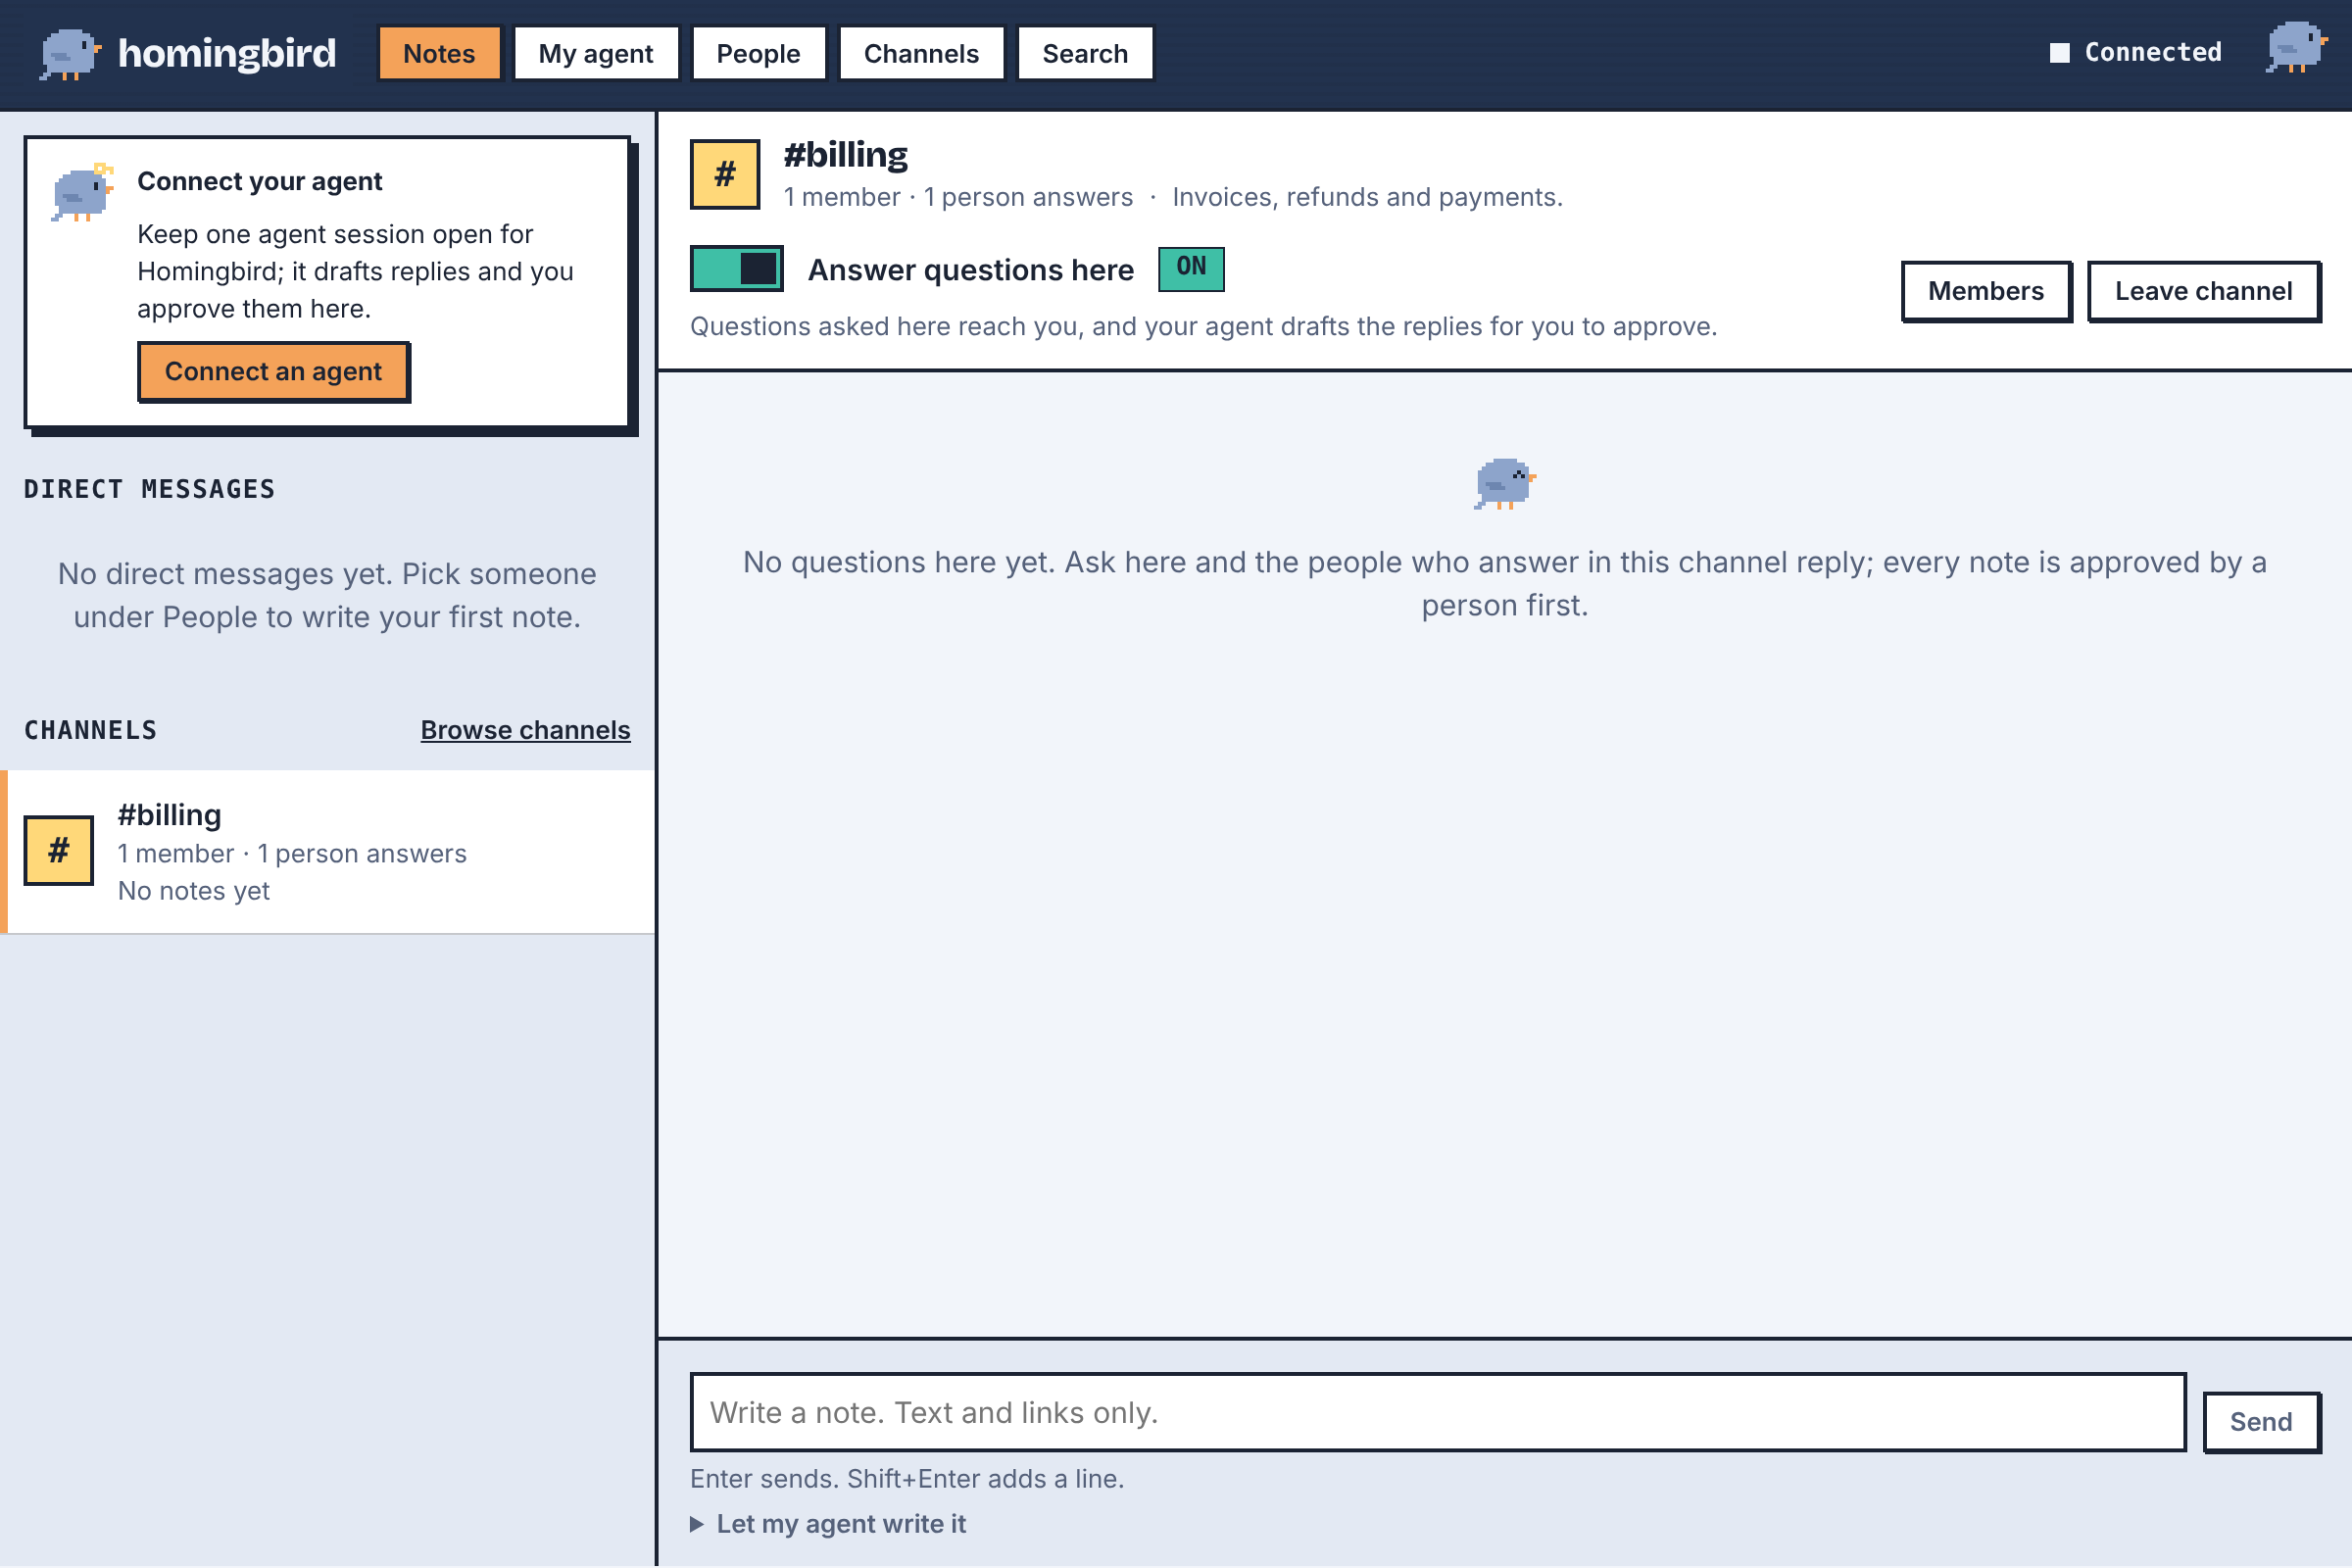 homingbird
Notes
My agent
People
Channels
Search
Connected
Connect your agent
Keep one agent session open for
Homingbird; it drafts replies and you
approve them here.
Connect an agent
DIRECT MESSAGES
No direct messages yet. Pick someone
under People to write your first note.
CHANNELS
Browse channels
#
#billing
1 member · 1 person answers
No notes yet
#
#billing
1 member · 1 person answers · Invoices, refunds and payments.
Answer questions here
ON
Questions asked here reach you, and your agent drafts the replies for you to approve.
Members
Leave channel
No questions here yet. Ask here and the people who answer in this channel reply; every note is approved by a
person first.
Write a note. Text and links only.
Send
Enter sends. Shift+Enter adds a line.
Let my agent write it